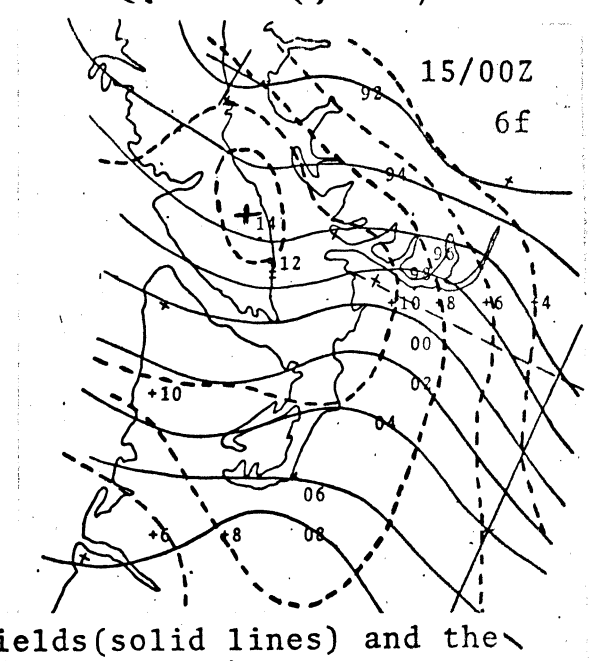 15/00Z
6f
92
94
+14
96
12
98
+10 +8 +6 -4
00
02
+10
04
06
+6 +8 08
ields(solid lines) and the